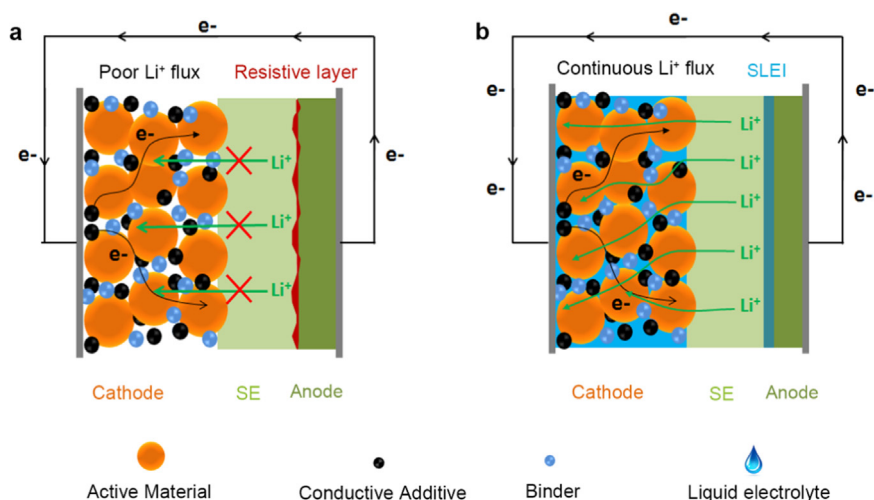 a
e-
Poor Li⁺ flux
Resistive layer
e-
e-
e-
Li⁺
Li⁺
e-
Li⁺
Cathode
SE
Anode
b
e-
Continuous Li⁺ flux
SLEI
e-
e-
e-
e-
e-
e-
Li⁺
Li⁺
Li⁺
Li⁺
Li⁺
Cathode
SE
Anode
Active Material
Conductive Additive
Binder
Liquid electrolyte